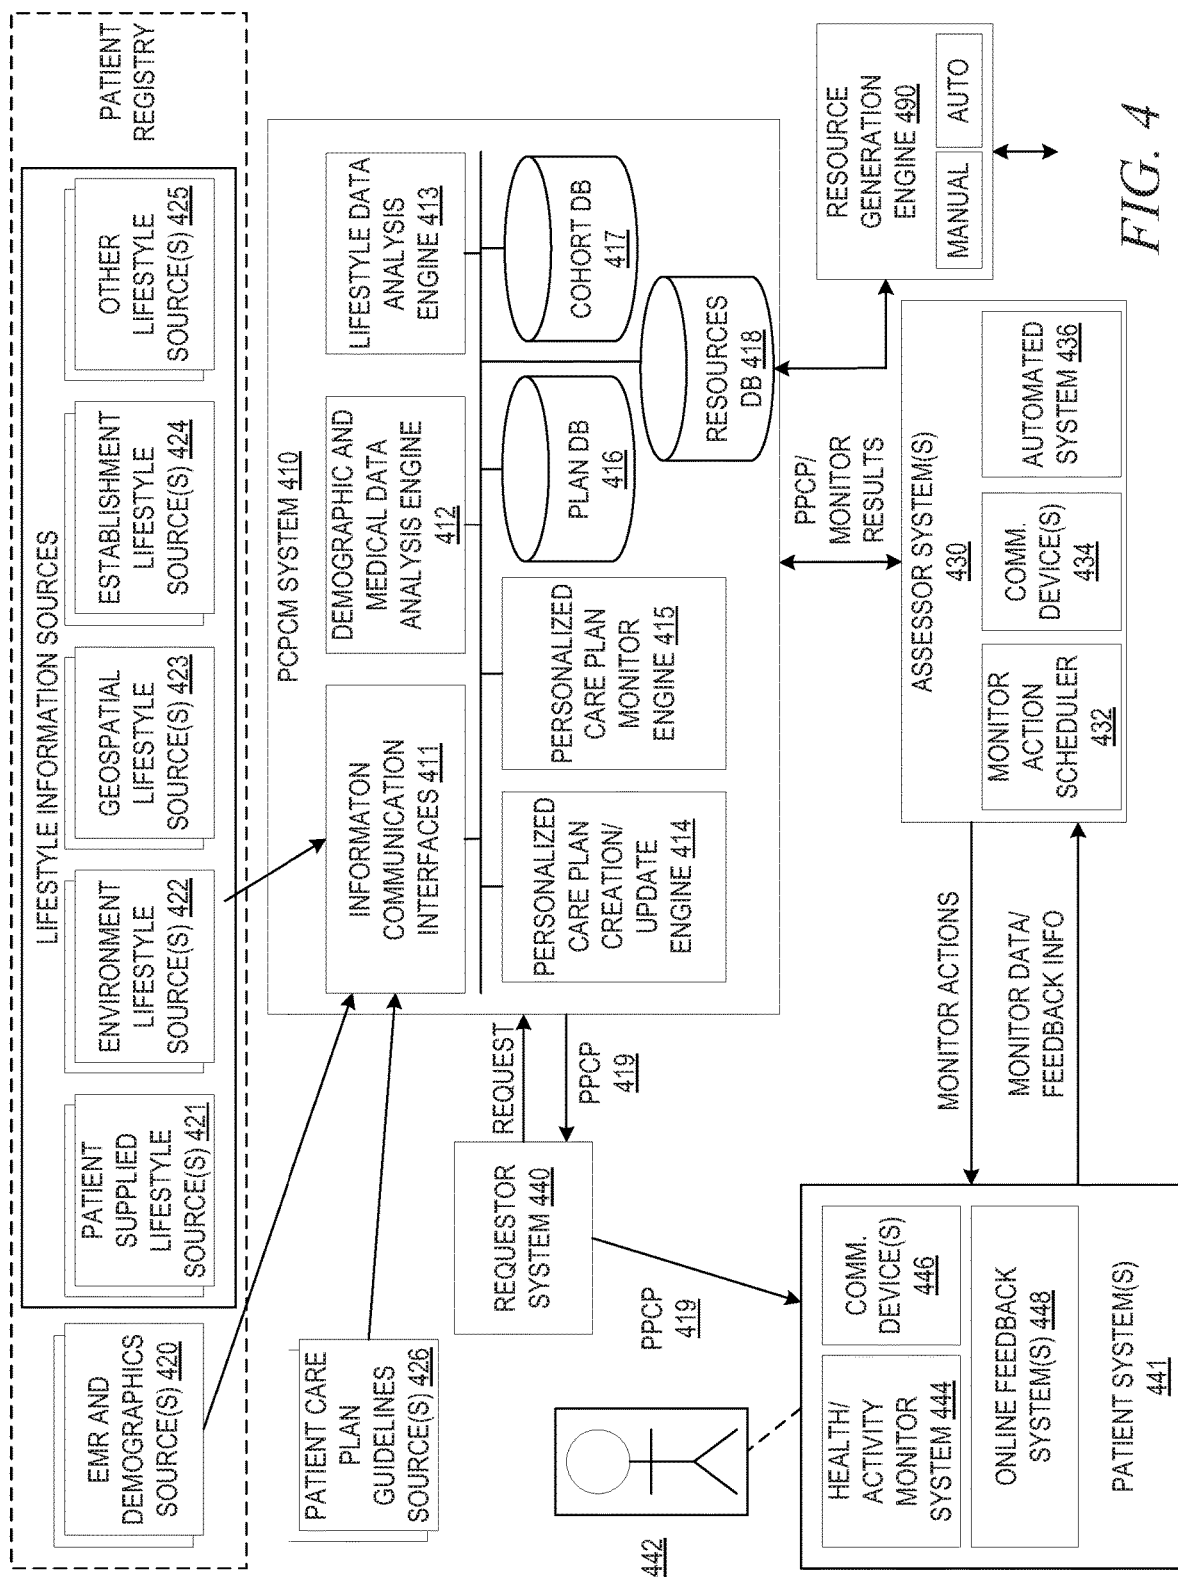 PATIENT
REGISTRY
LIFESTYLE INFORMATION SOURCES
EMR AND
DEMOGRAPHICS
SOURCE(S) 420
PATIENT
SUPPLIED
LIFESTYLE
SOURCE(S) 421
ENVIRONMENT
LIFESTYLE
SOURCE(S) 422
GEOSPATIAL
LIFESTYLE
SOURCE(S) 423
ESTABLISHMENT
LIFESTYLE
SOURCE(S) 424
OTHER
LIFESTYLE
SOURCE(S) 425
PATIENT CARE
PLAN
GUIDELINES
SOURCE(S) 426
PCPCM SYSTEM 410
INFORMATON
COMMUNICATION
INTERFACES 411
DEMOGRAPHIC AND
MEDICAL DATA
ANALYSIS ENGINE
412
LIFESTYLE DATA
ANALYSIS
ENGINE 413
PERSONALIZED
CARE PLAN
CREATION/
UPDATE
ENGINE 414
PERSONALIZED
CARE PLAN
MONITOR
ENGINE 415
PLAN DB
416
COHORT DB
417
RESOURCES
DB 418
REQUEST
PPCP
419
REQUESTOR
SYSTEM 440
PPCP
419
442
PPCP/
MONITOR
RESULTS
RESOURCE
GENERATION
ENGINE 490
MANUAL
AUTO
ASSESSOR SYSTEM(S)
430
MONITOR
ACTION
SCHEDULER
432
COMM.
DEVICE(S)
434
AUTOMATED
SYSTEM 436
MONITOR ACTIONS
MONITOR DATA/
FEEDBACK INFO
HEALTH/
ACTIVITY
MONITOR
SYSTEM 444
COMM.
DEVICE(S)
446
ONLINE FEEDBACK
SYSTEM(S) 448
PATIENT SYSTEM(S)
441
FIG. 4